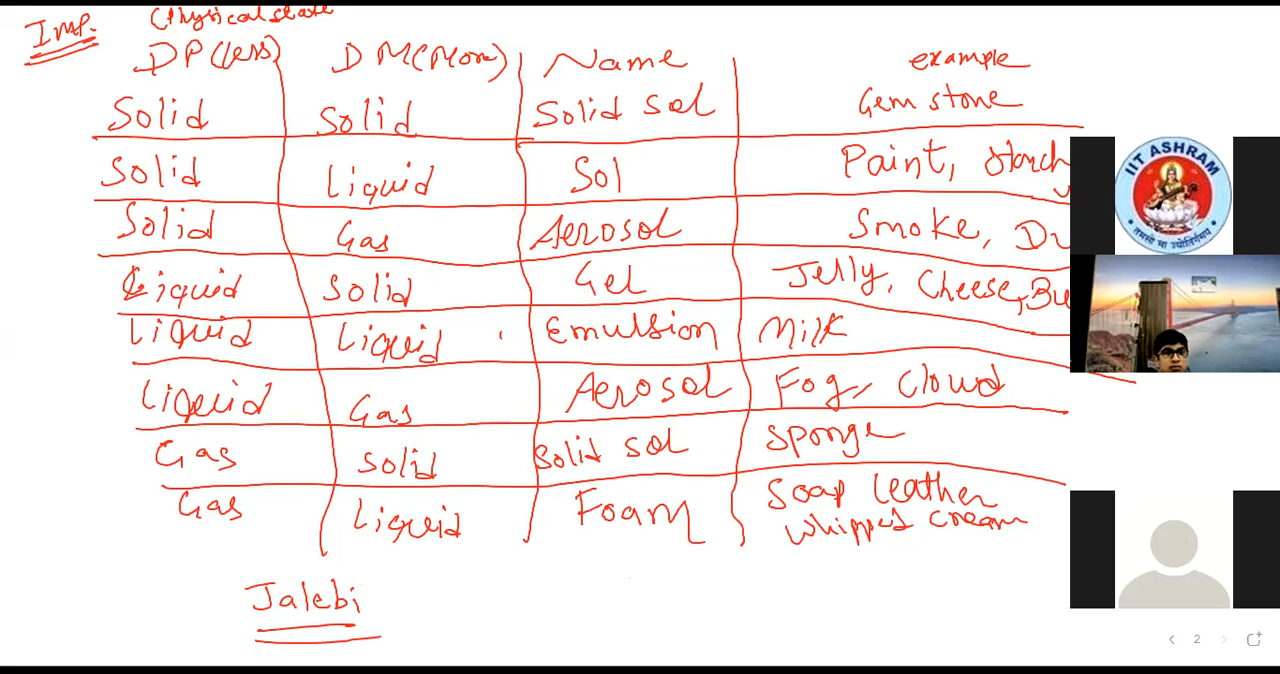 Imp. (Physical state
DP(less) DM(More) Name example
Solid Solid Solid sol Gem stone
Solid Liquid Sol Paint, Starch
Solid Gas Aerosol Smoke, Du
Liquid Solid Gel Jelly, Cheese, Bu
Liquid Liquid Emulsion Milk
Liquid Gas Aerosol Fog, Cloud
Gas Solid Solid sol Sponge
Gas Liquid Foam Soap leather
Whipped cream
Jalebi
IIT ASHRAM
तमसो मा ज्योतिर्गमय
2